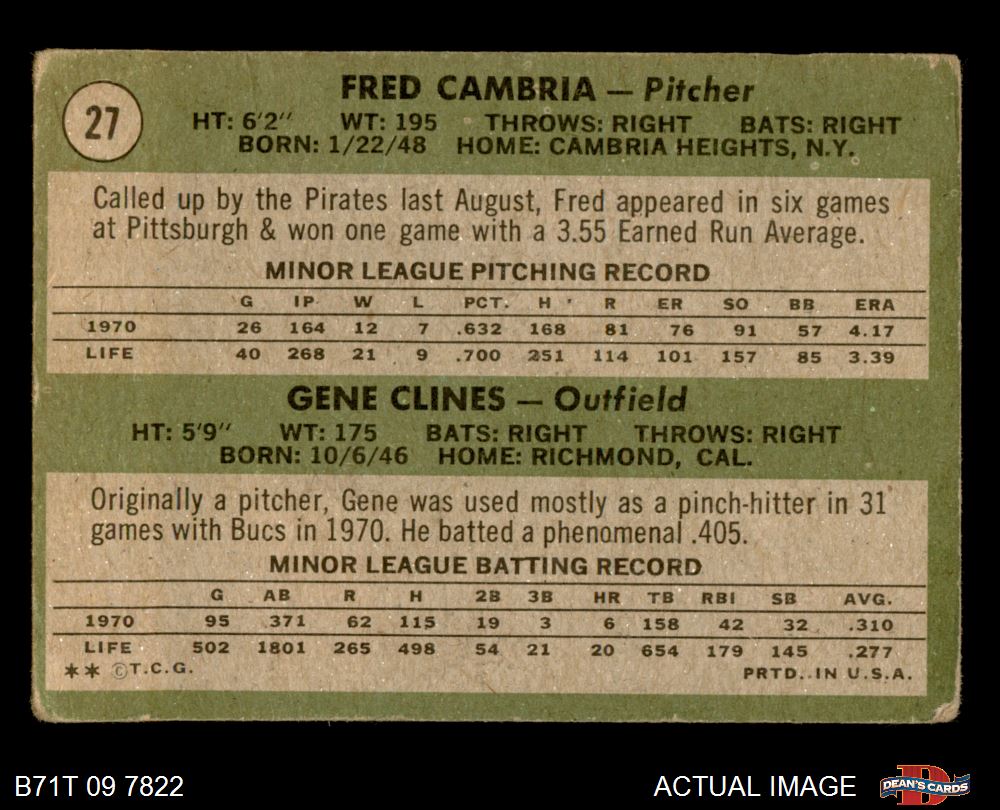 27
FRED CAMBRIA — Pitcher
HT: 6'2" WT: 195 THROWS: RIGHT BATS: RIGHT
BORN: 1/22/48 HOME: CAMBRIA HEIGHTS, N.Y.
Called up by the Pirates last August, Fred appeared in six games
at Pittsburgh & won one game with a 3.55 Earned Run Average.
MINOR LEAGUE PITCHING RECORD
G IP W L PCT. H R ER SO BB ERA
1970 26 164 12 7 .632 168 81 76 91 57 4.17
LIFE 40 268 21 9 .700 251 114 101 157 85 3.39
GENE CLINES — Outfield
HT: 5'9" WT: 175 BATS: RIGHT THROWS: RIGHT
BORN: 10/6/46 HOME: RICHMOND, CAL.
Originally a pitcher, Gene was used mostly as a pinch-hitter in 31
games with Bucs in 1970. He batted a phenomenal .405.
MINOR LEAGUE BATTING RECORD
G AB R H 2B 3B HR TB RBI SB AVG.
1970 95 371 62 115 19 3 6 158 42 32 .310
LIFE 502 1801 265 498 54 21 20 654 179 145 .277
** ©T.C.G. PRTD. IN U.S.A.
B71T 09 7822 ACTUAL IMAGE D DEAN'S CARDS